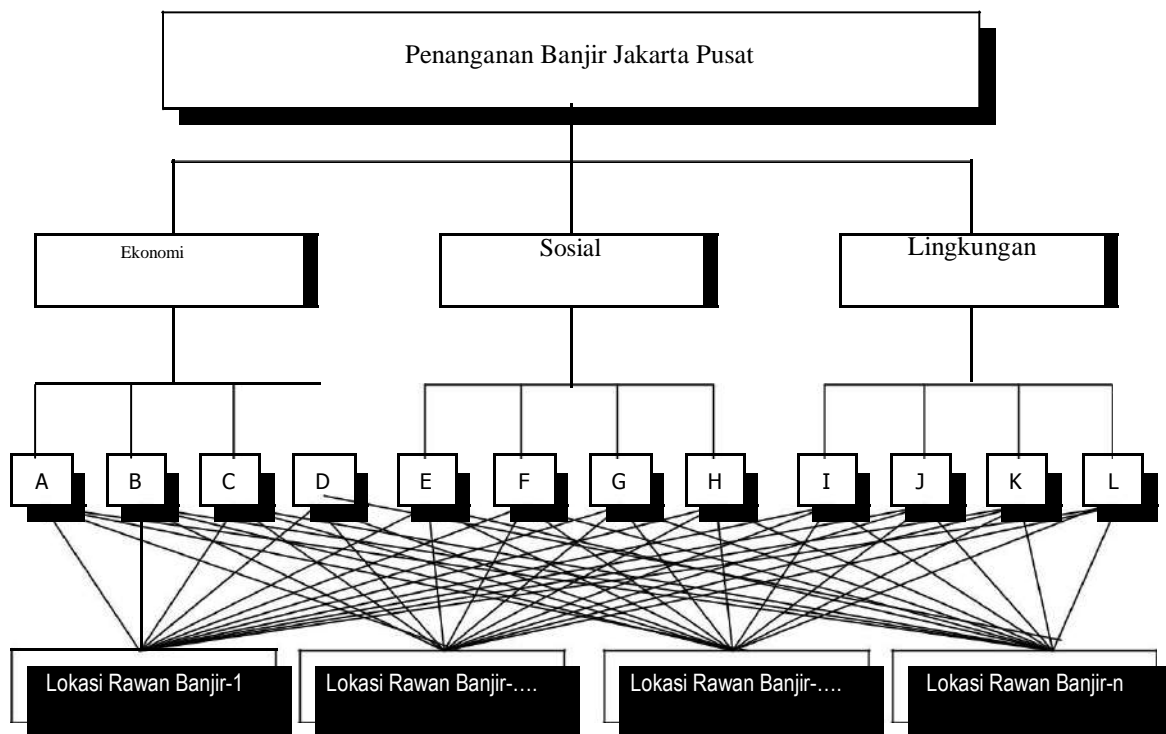 Penanganan Banjir Jakarta Pusat
Ekonomi
Sosial
Lingkungan
A
B
C
D
E
F
G
H
I
J
K
L
Lokasi Rawan Banjir-1
Lokasi Rawan Banjir-….
Lokasi Rawan Banjir-….
Lokasi Rawan Banjir-n